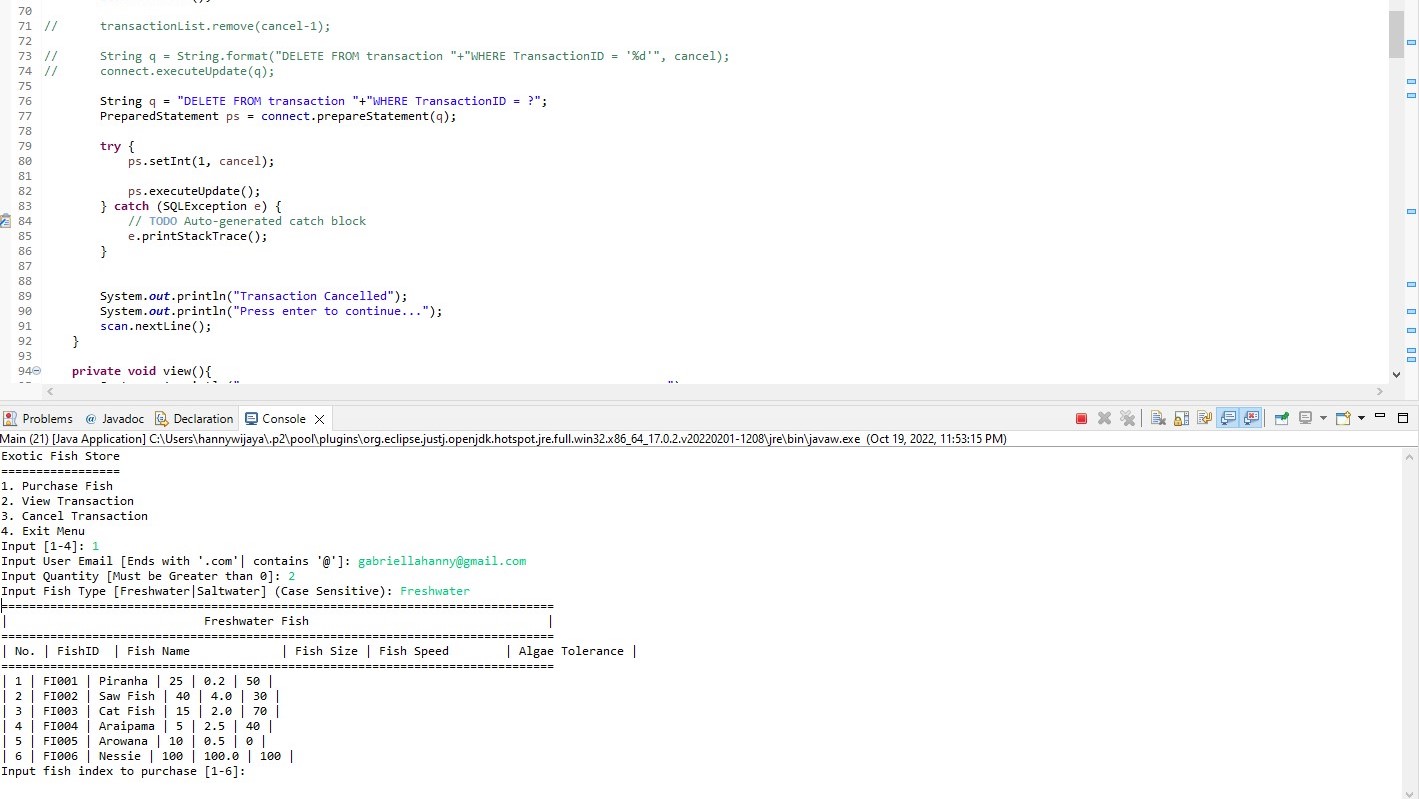 70
71 // transactionList.remove(cancel-1);
72
73 // String q = String.format("DELETE FROM transaction "+"WHERE TransactionID = '%d'", cancel);
74 // connect.executeUpdate(q);
75
76 String q = "DELETE FROM transaction "+"WHERE TransactionID = ?";
77 PreparedStatement ps = connect.prepareStatement(q);
78
79 try {
80 ps.setInt(1, cancel);
81
82 ps.executeUpdate();
83 } catch (SQLException e) {
84 // TODO Auto-generated catch block
85 e.printStackTrace();
86 }
87
88
89 System.out.println("Transaction Cancelled");
90 System.out.println("Press enter to continue...");
91 scan.nextLine();
92 }
93
94 private void view(){
Problems @ Javadoc Declaration Console
Main (21) [Java Application] C:\Users\hannywijaya\.p2\pool\plugins\org.eclipse.justj.openjdk.hotspot.jre.full.win32.x86_64_17.0.2.v20220201-1208\jre\bin\javaw.exe (Oct 19, 2022, 11:53:15 PM)
Exotic Fish Store
=================
1. Purchase Fish
2. View Transaction
3. Cancel Transaction
4. Exit Menu
Input [1-4]: 1
Input User Email [Ends with '.com'| contains '@']: gabriellahanny@gmail.com
Input Quantity [Must be Greater than 0]: 2
Input Fish Type [Freshwater|Saltwater] (Case Sensitive): Freshwater
===============================================================================
| Freshwater Fish |
===============================================================================
| No. | FishID | Fish Name | Fish Size | Fish Speed | Algae Tolerance |
===============================================================================
| 1 | FI001 | Piranha | 25 | 0.2 | 50 |
| 2 | FI002 | Saw Fish | 40 | 4.0 | 30 |
| 3 | FI003 | Cat Fish | 15 | 2.0 | 70 |
| 4 | FI004 | Araipama | 5 | 2.5 | 40 |
| 5 | FI005 | Arowana | 10 | 0.5 | 0 |
| 6 | FI006 | Nessie | 100 | 100.0 | 100 |
Input fish index to purchase [1-6]: